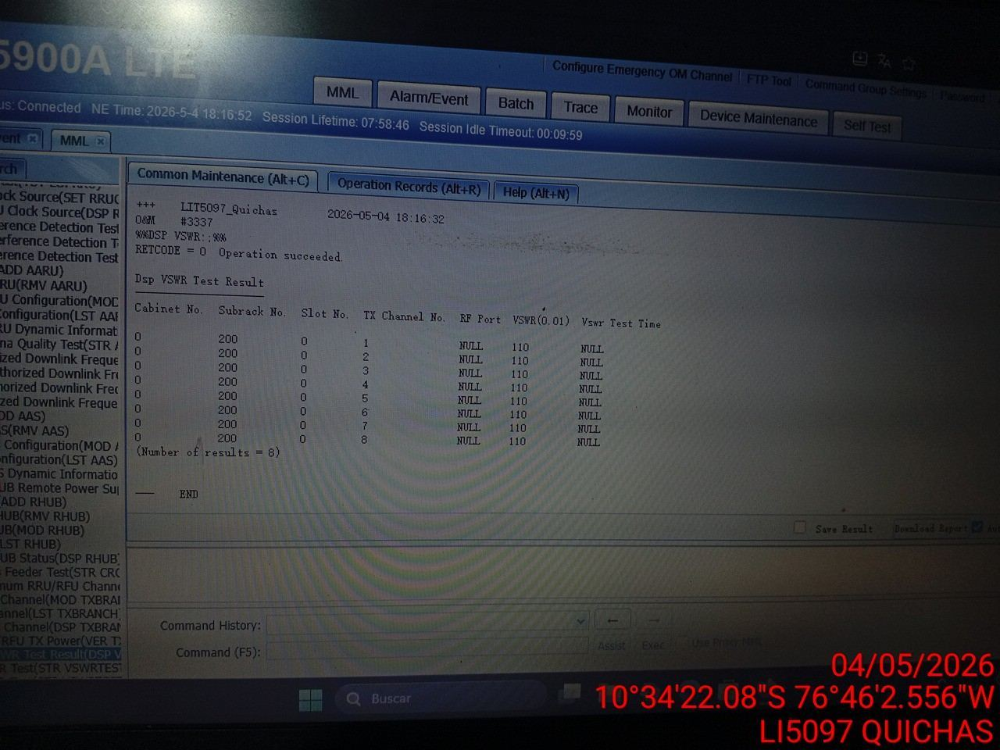 5900A LTE
Configure Emergency OM Channel FTP Tool Command Group Settings Password
MML Alarm/Event Batch Trace Monitor Device Maintenance Self Test
us: Connected NE Time: 2026-5-4 18:16:52 Session Lifetime: 07:58:46 Session Idle Timeout: 00:09:59
ent MML
rch
Common Maintenance (Alt+C) Operation Records (Alt+R) Help (Alt+N)
ock Source(SET RRUC
U Clock Source(DSP R
erence Detection Test
erference Detection T
erence Detection Test
ADD AARU)
RU(RMV AARU)
U Configuration(MOD
Configuration(LST AA
RU Dynamic Informat
na Quality Test(STR
ized Downlink Freque
thorized Downlink Fr
horized Downlink Freq
zed Downlink Freque
DD AAS)
S(RMV AAS)
Configuration(MOD
nfiguration(LST AAS)
S Dynamic Informatio
UB Remote Power Su
ADD RHUB)
HUB(RMV RHUB)
UB(MOD RHUB)
LST RHUB)
UB Status(DSP RHUB)
s Feeder Test(STR CRO
mum RRU/RFU Chann
Channel(MOD TXBRA
annel(LST TXBRANCH)
Channel(DSP TXBRA
RFU TX Power(VER T
WR Test Result(DSP V
R Test(STR VSWRTEST
+++ LIT5097_Quichas 2026-05-04 18:16:32
O&M #3337
%%DSP VSWR:;%%
RETCODE = 0 Operation succeeded.
Dsp VSWR Test Result
Cabinet No. Subrack No. Slot No. TX Channel No. RF Port VSWR(0.01) Vswr Test Time
0 200 0 1 NULL 110 NULL
0 200 0 2 NULL 110 NULL
0 200 0 3 NULL 110 NULL
0 200 0 4 NULL 110 NULL
0 200 0 5 NULL 110 NULL
0 200 0 6 NULL 110 NULL
0 200 0 7 NULL 110 NULL
0 200 0 8 NULL 110 NULL
(Number of results = 8)
--- END
Save Result Download Report Aut
Command History:
Command (F5): Assist Exec Use Proxy MML
Buscar
04/05/2026
10°34'22.08"S 76°46'2.556"W
LI5097 QUICHAS